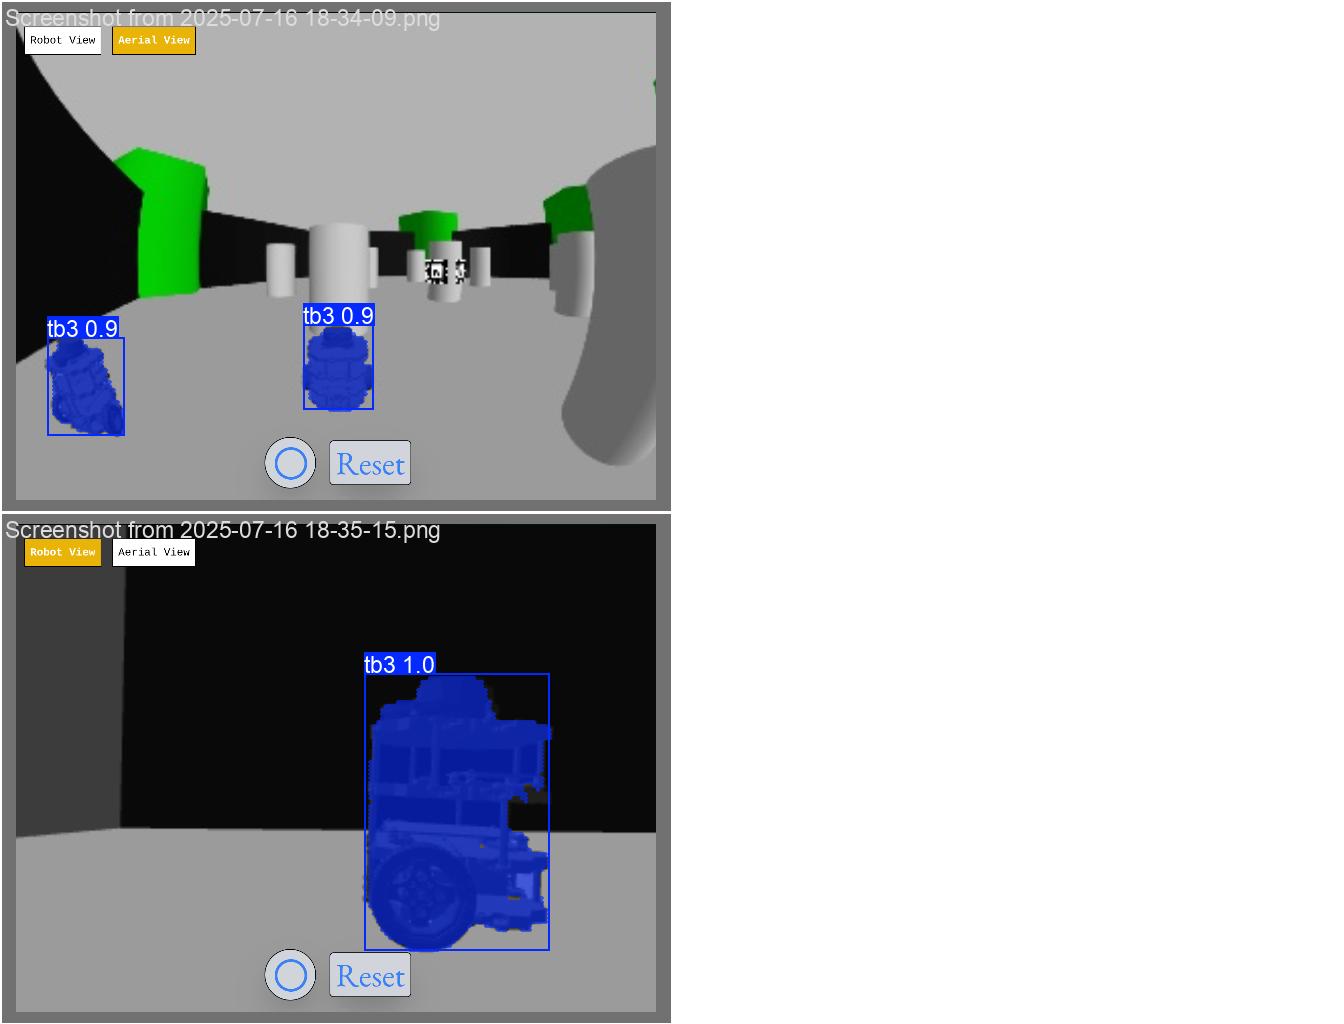 Screenshot from 2025-07-16 18-34-09.png
Robot View Aerial View
tb3 0.9
tb3 0.9
Reset
Screenshot from 2025-07-16 18-35-15.png
Robot View Aerial View
tb3 1.0
Reset